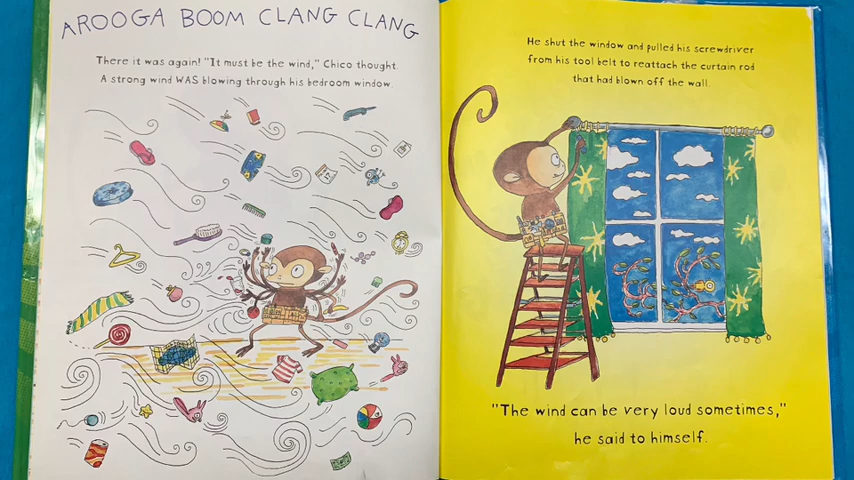 AROOGA BOOM CLANG CLANG
There it was again! "It must be the wind," Chico thought.
A strong wind WAS blowing through his bedroom window.
He shut the window and pulled his screwdriver
from his tool belt to reattach the curtain rod
that had blown off the wall.
"The wind can be very loud sometimes,"
he said to himself.